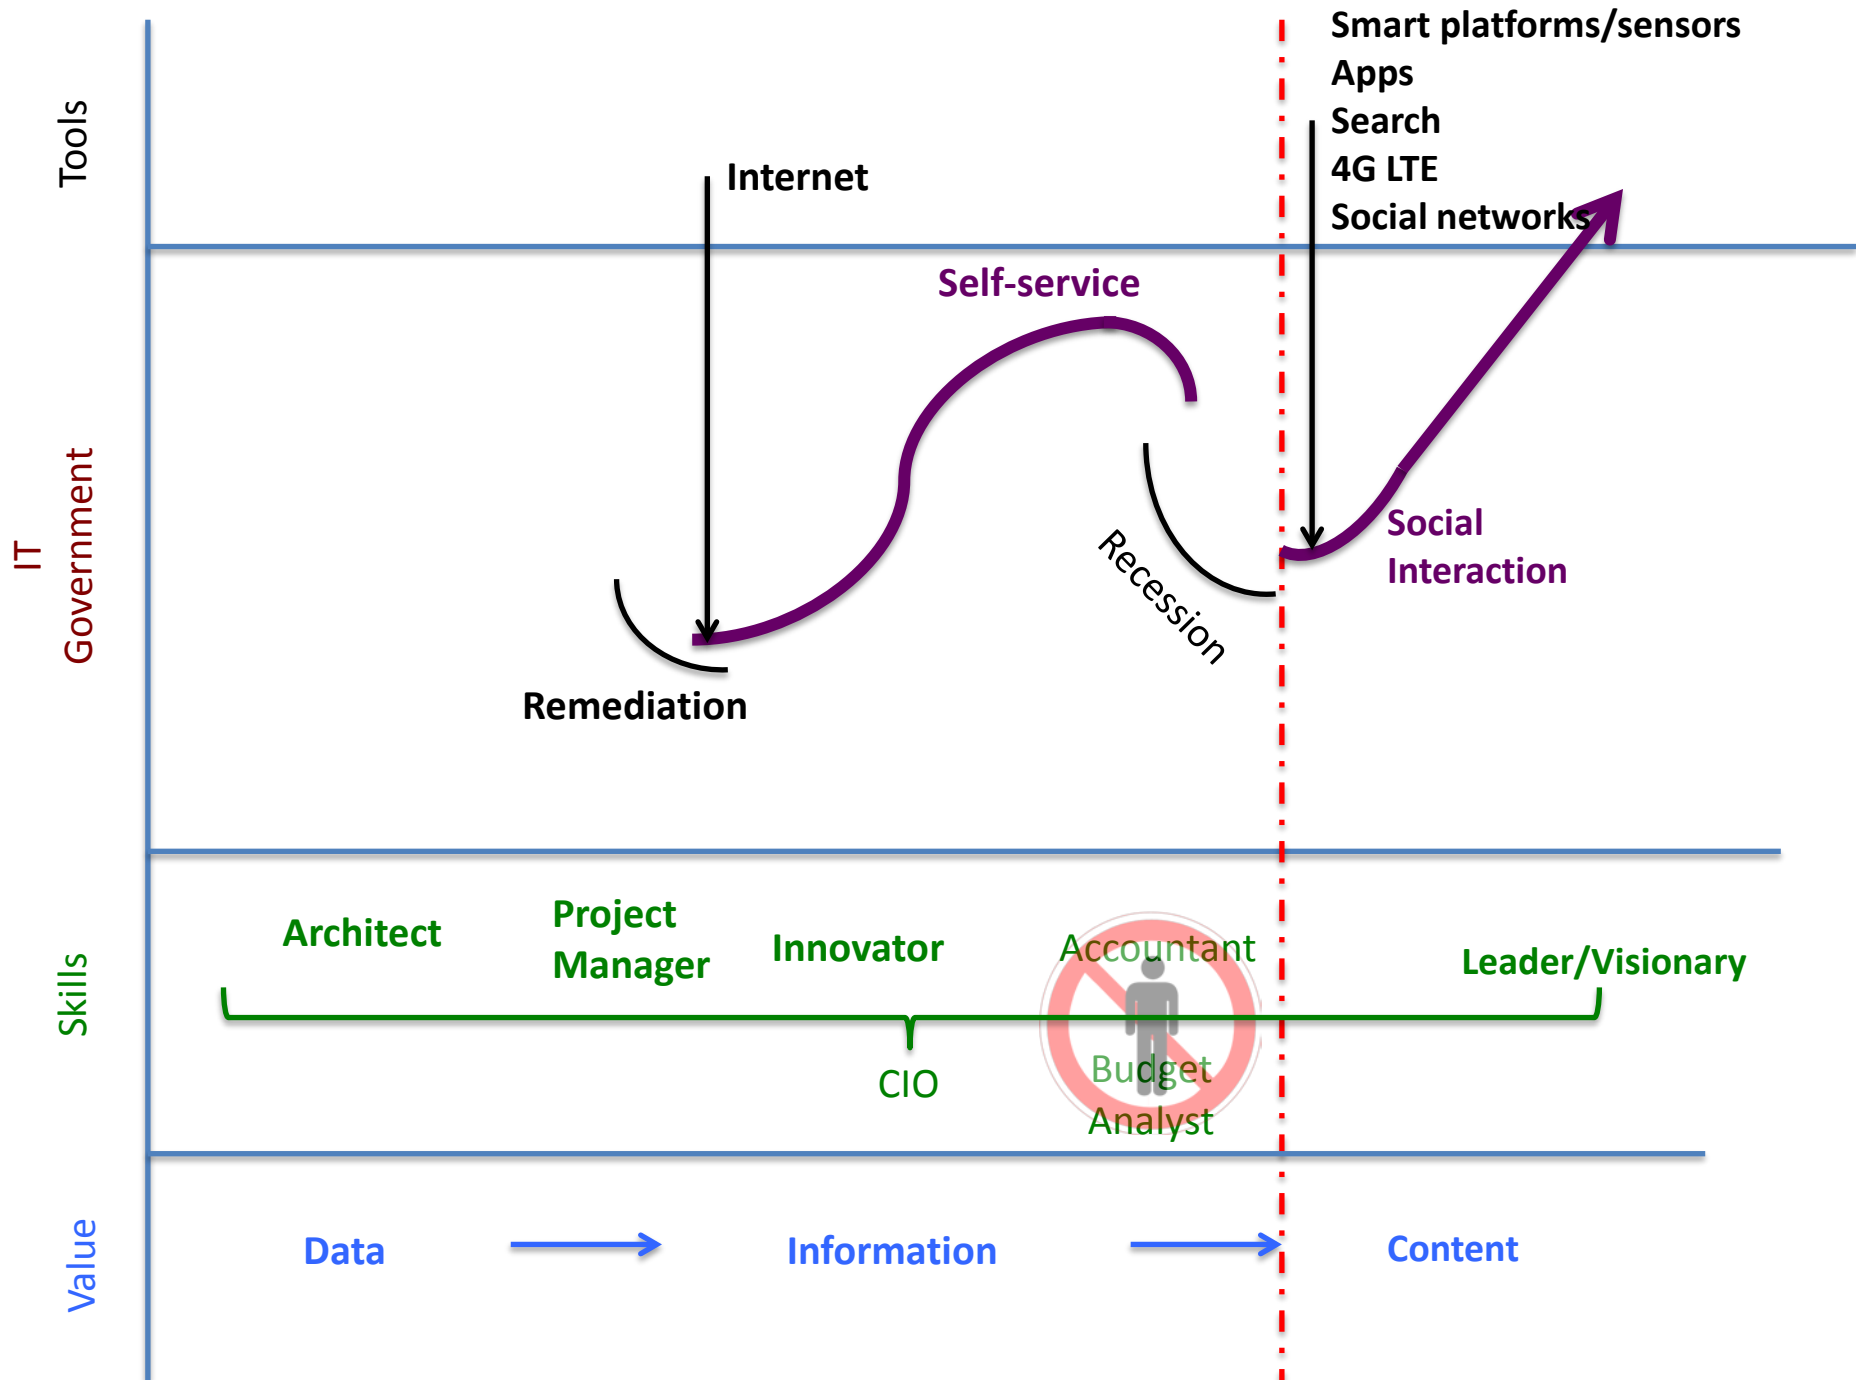 Tools
Smart platforms/sensors
Apps
Search
4G LTE
Social networks
Internet
IT
Government
Self-service
Recession
Social
Interaction
Remediation
Skills
Architect
Project
Manager
Innovator
Accountant
Leader/Visionary
CIO
Budget
Analyst
Value
Data
Information
Content